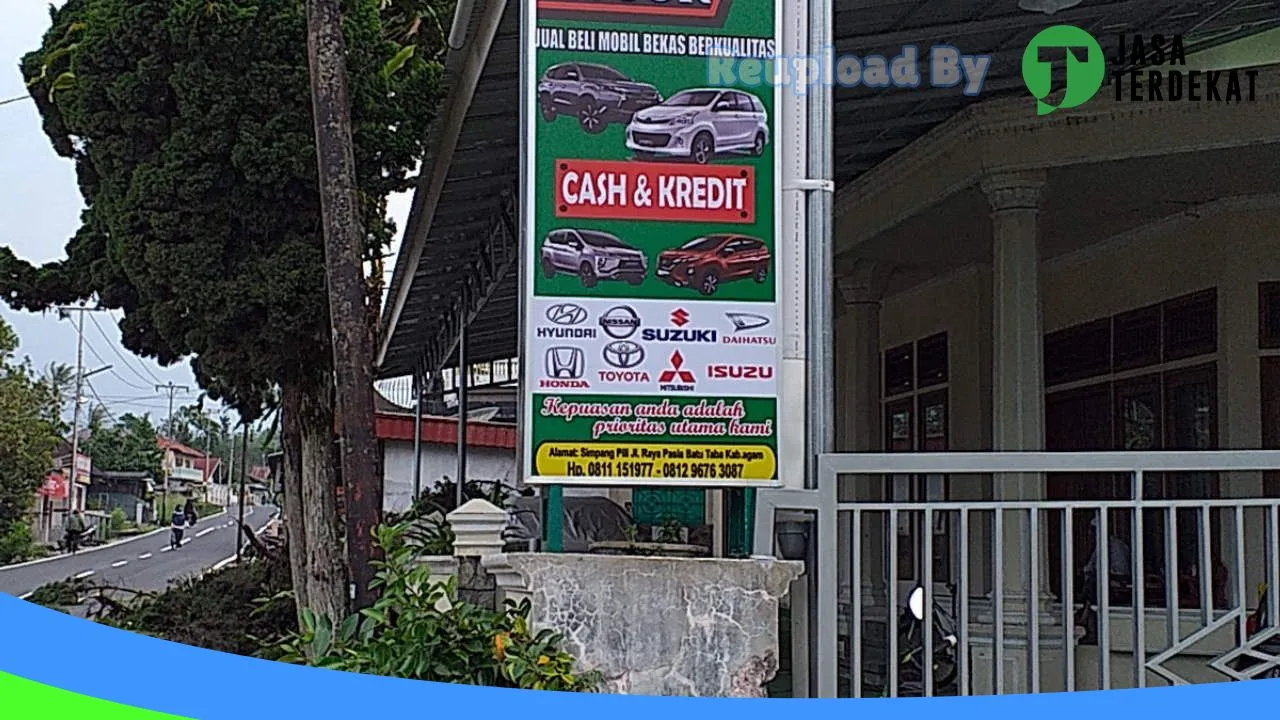 JUAL BELI MOBIL BEKAS BERKUALITAS
Reupload By
JASA
TERDEKAT
CASH & KREDIT
HYUNDAI
NISSAN
SUZUKI
DAIHATSU
HONDA
TOYOTA
MITSUBISHI
ISUZU
Kepuasan anda adalah
prioritas utama kami
Alamat: Simpang Pili Jl. Raya Pasia Batu Taba Kab.agam
Hp. 0811 151977 - 0812 9676 3087